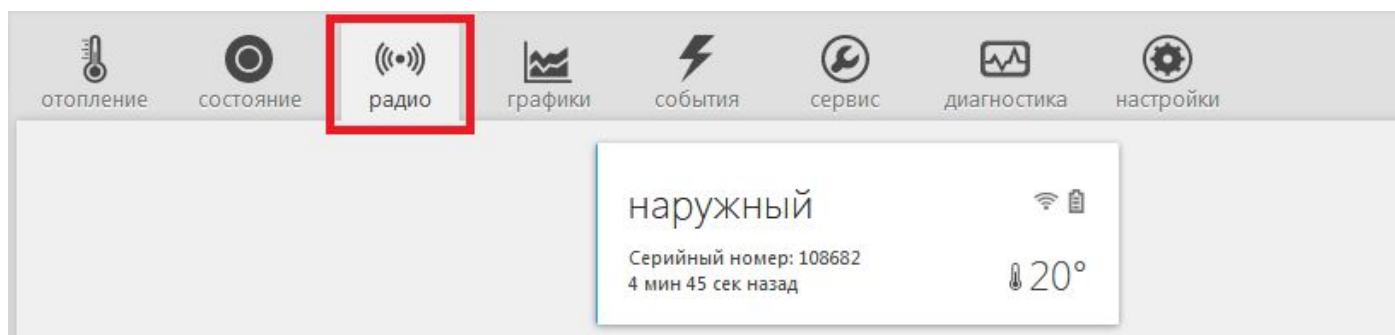 отопление состояние радио графики события сервис диагностика настройки
наружный
Серийный номер: 108682
4 мин 45 сек назад
20°